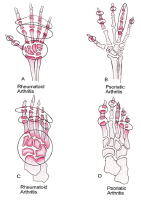 A
B
Rheumatoid
Arthritis
Psoriatic
Arthritis
C
D
Rheumatoid
Arthritis
Psoriatic
Arthritis